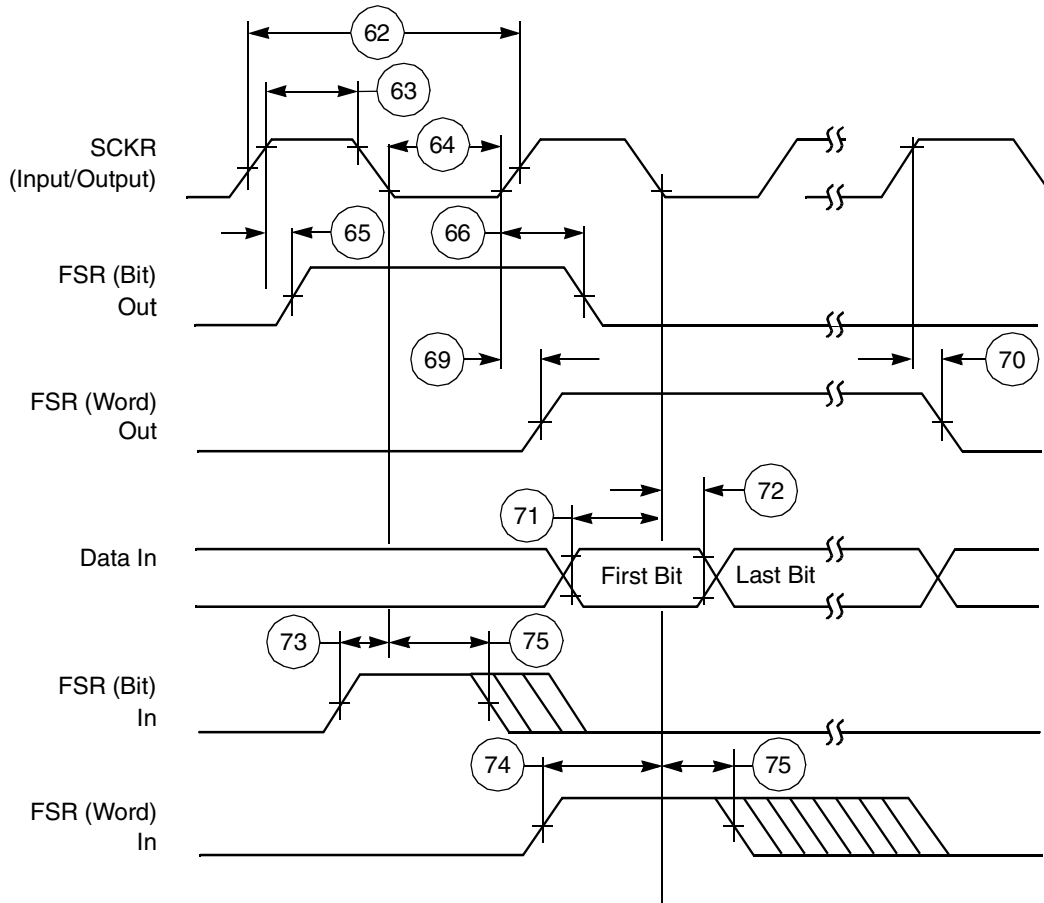 62
63
SCKR
(Input/Output)
64
65
66
FSR (Bit)
Out
69
70
FSR (Word)
Out
71
72
Data In
First Bit
Last Bit
73
75
FSR (Bit)
In
74
75
FSR (Word)
In